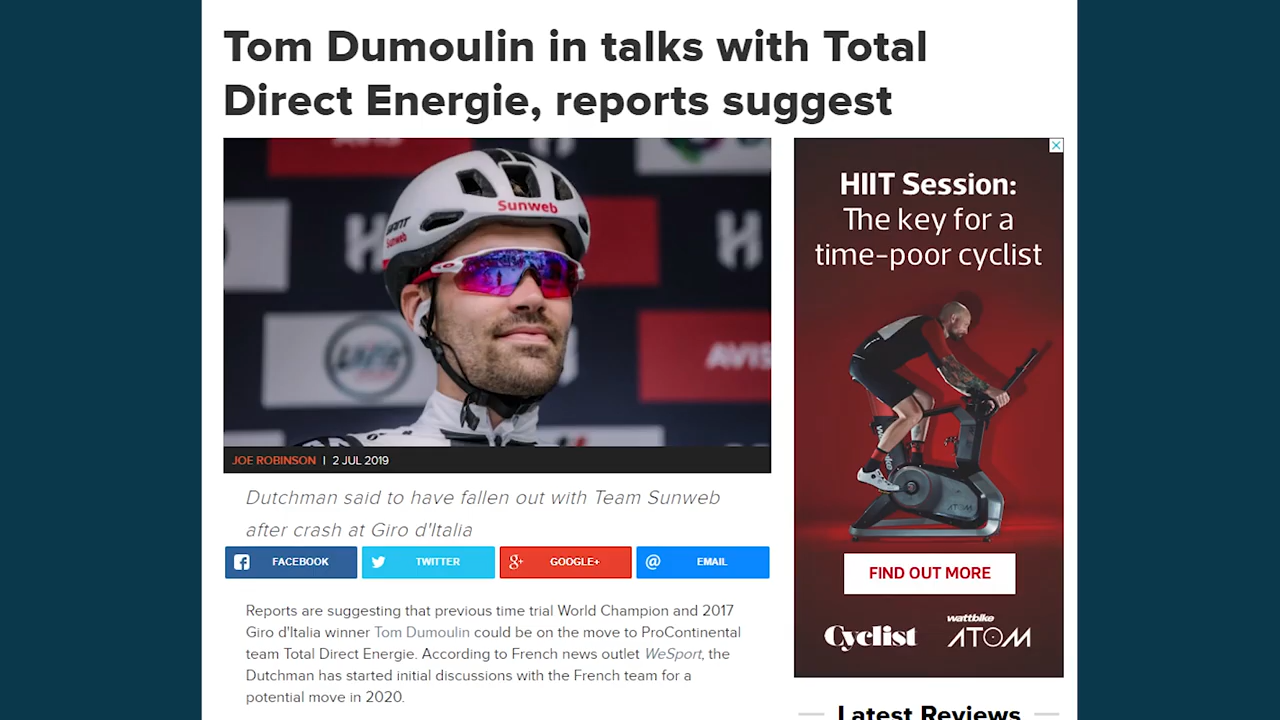 Tom Dumoulin in talks with Total
Direct Energie, reports suggest
Sunweb
GIANT
Sunweb
AVIS
JOE ROBINSON | 2 JUL 2019
Dutchman said to have fallen out with Team Sunweb
after crash at Giro d'Italia
FACEBOOK
TWITTER
GOOGLE+
@ EMAIL
Reports are suggesting that previous time trial World Champion and 2017
Giro d'Italia winner Tom Dumoulin could be on the move to ProContinental
team Total Direct Energie. According to French news outlet WeSport, the
Dutchman has started initial discussions with the French team for a
potential move in 2020.
HIIT Session:
The key for a
time-poor cyclist
ATOM
FIND OUT MORE
Cyclist
wattbike
ATOM
Latest Reviews